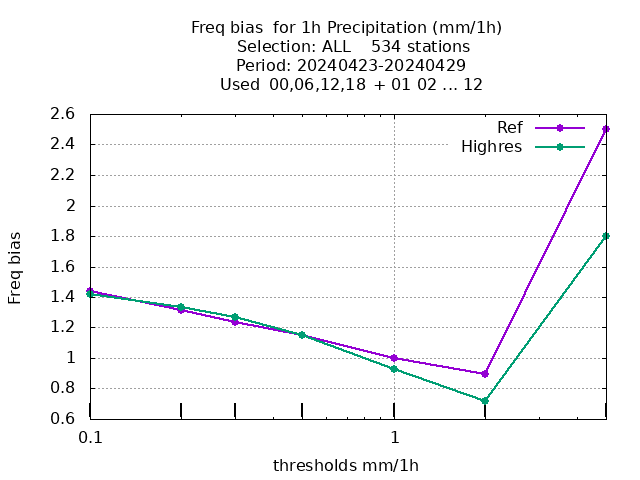 Freq bias  for 1h Precipitation (mm/1h)
Selection: ALL    534 stations
Period: 20240423-20240429
Used  00,06,12,18  + 01 02 ... 12
Ref
Highres
2.6
2.4
2.2
2
1.8
1.6
1.4
1.2
1
0.8
0.6
Freq bias
0.1
1
thresholds mm/1h